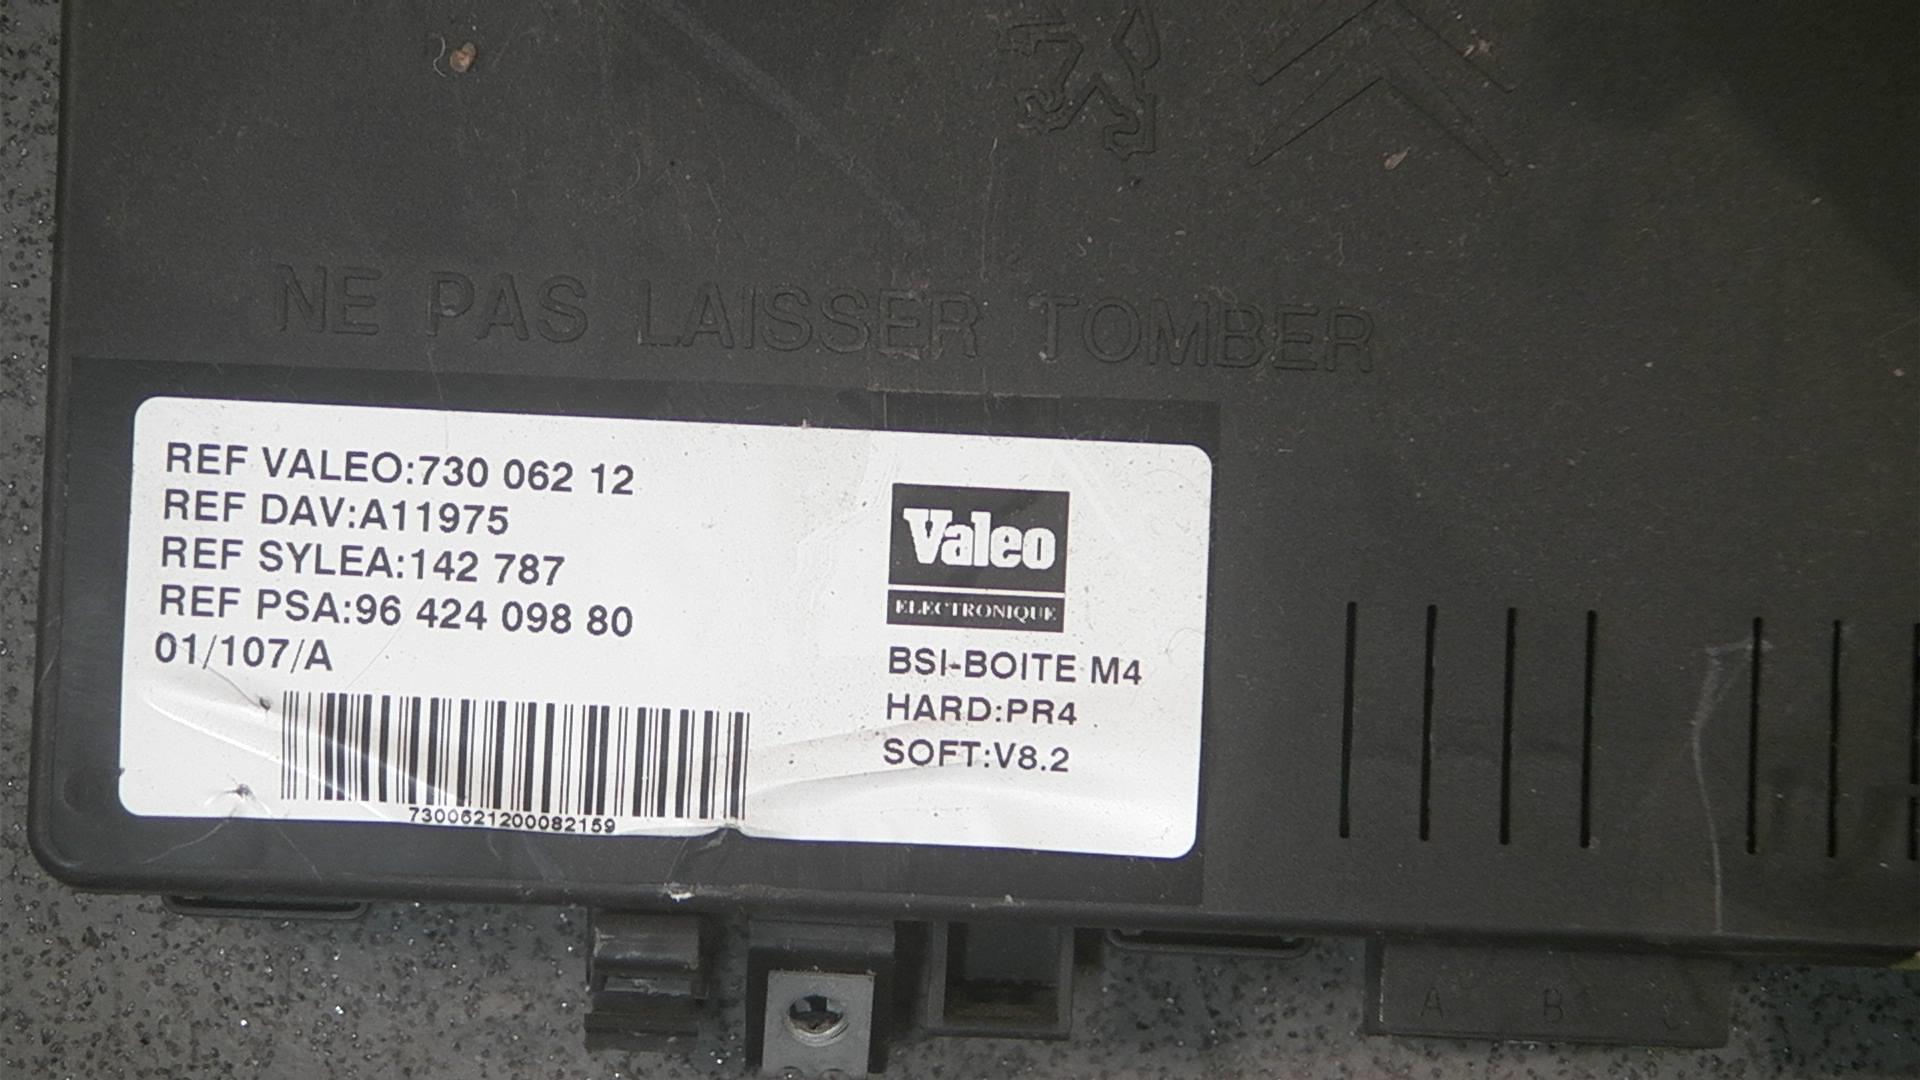 NE PAS LAISSER TOMBER
REF VALEO:730 062 12
REF DAV:A11975
REF SYLEA:142 787
REF PSA:96 424 098 80
01/107/A
7300621200082159
Valeo
ELECTRONIQUE
BSI-BOITE M4
HARD:PR4
SOFT:V8.2
A B C